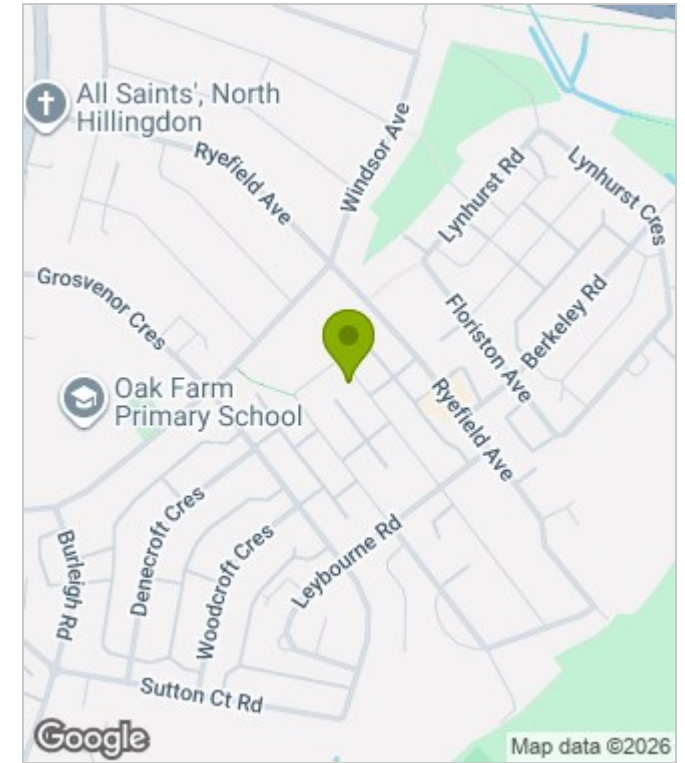 All Saints', North
Hillingdon
Ryefield Ave
Windsor Ave
Lynhurst Rd
Lynhurst Cres
Grosvenor Cres
Floriston Ave
Berkeley Rd
Oak Farm
Primary School
Ryefield Ave
Denecroft Cres
Woodcroft Cres
Leybourne Rd
Burleigh Rd
Sutton Ct Rd
Google
Map data ©2026